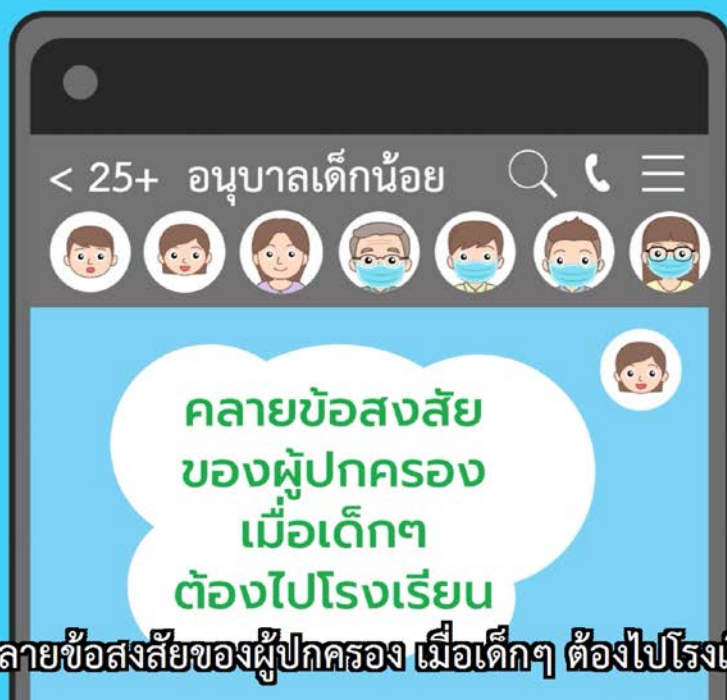 < 25+ อนุบาลเด็กน้อย
คลายข้อสงสัย
ของผู้ปกครอง
เมื่อเด็กๆ
ต้องไปโรงเรียน
ลายข้อสงสัยของผู้ปกครอง เมื่อเด็กๆ ต้องไปโรงเ